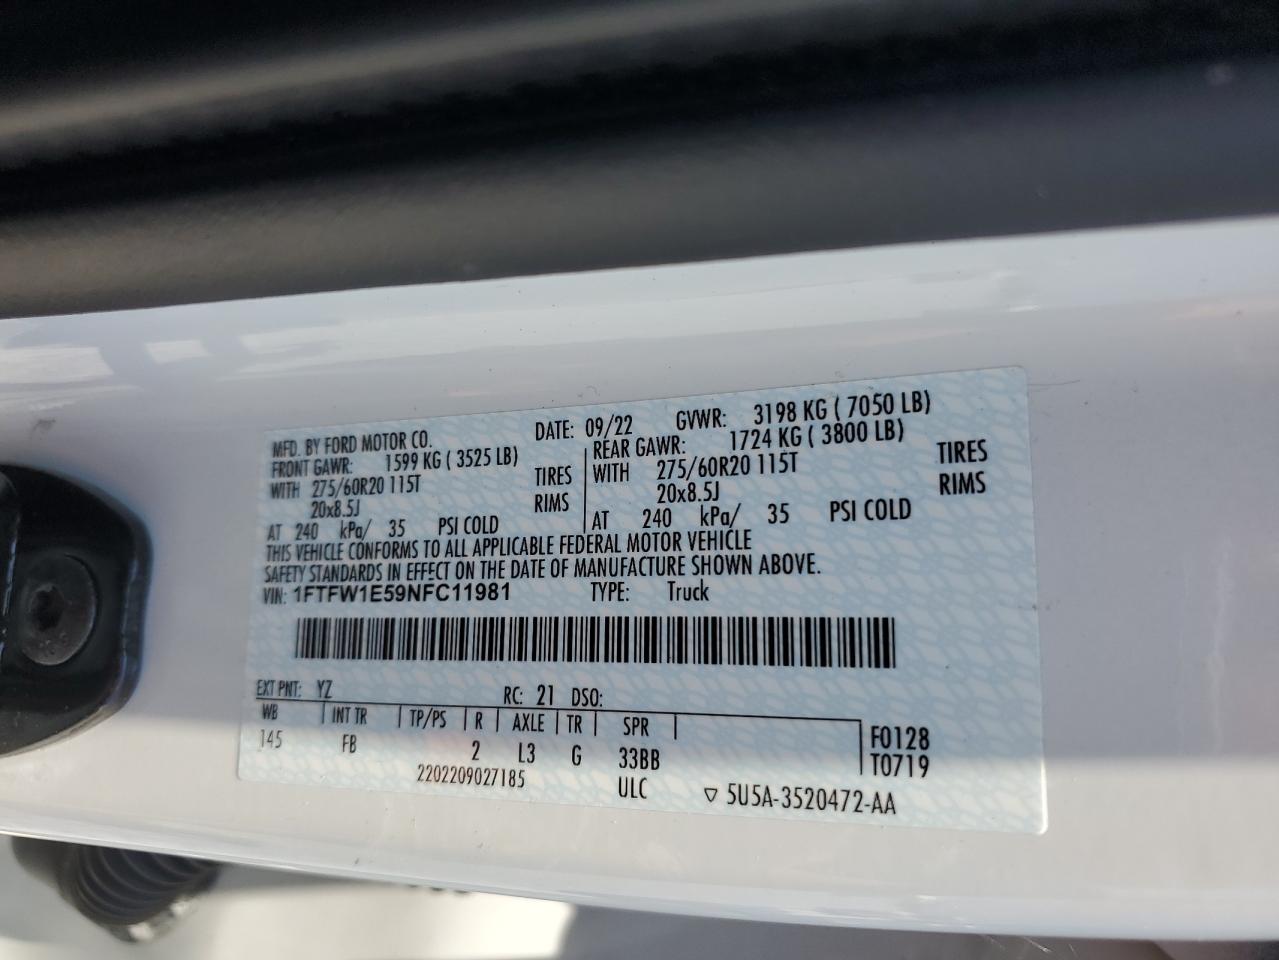 MFD. BY FORD MOTOR CO. DATE: 09/22 GVWR: 3198 KG ( 7050 LB)
FRONT GAWR: 1599 KG ( 3525 LB) REAR GAWR: 1724 KG ( 3800 LB)
WITH 275/60R20 115T TIRES WITH 275/60R20 115T TIRES
20x8.5J RIMS 20x8.5J RIMS
AT 240 kPa/ 35 PSI COLD AT 240 kPa/ 35 PSI COLD
THIS VEHICLE CONFORMS TO ALL APPLICABLE FEDERAL MOTOR VEHICLE
SAFETY STANDARDS IN EFFECT ON THE DATE OF MANUFACTURE SHOWN ABOVE.
VIN: 1FTFW1E59NFC11981 TYPE: Truck
EXT PNT: YZ RC: 21 DSO:
WB INT TR TP/PS R AXLE TR SPR F0128
145 FB 2 L3 G 33BB T0719
2202209027185 ULC ▽ 5U5A-3520472-AA